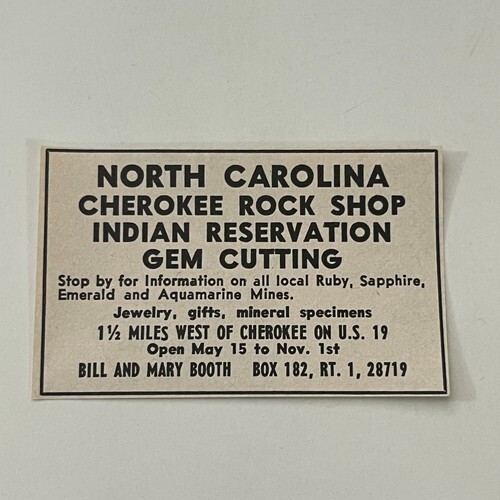 NORTH CAROLINA
CHEROKEE ROCK SHOP
INDIAN RESERVATION
GEM CUTTING
Stop by for Information on all local Ruby, Sapphire,
Emerald and Aquamarine Mines.
Jewelry, gifts, mineral specimens
1½ MILES WEST OF CHEROKEE ON U.S. 19
Open May 15 to Nov. 1st
BILL AND MARY BOOTH BOX 182, RT. 1, 28719